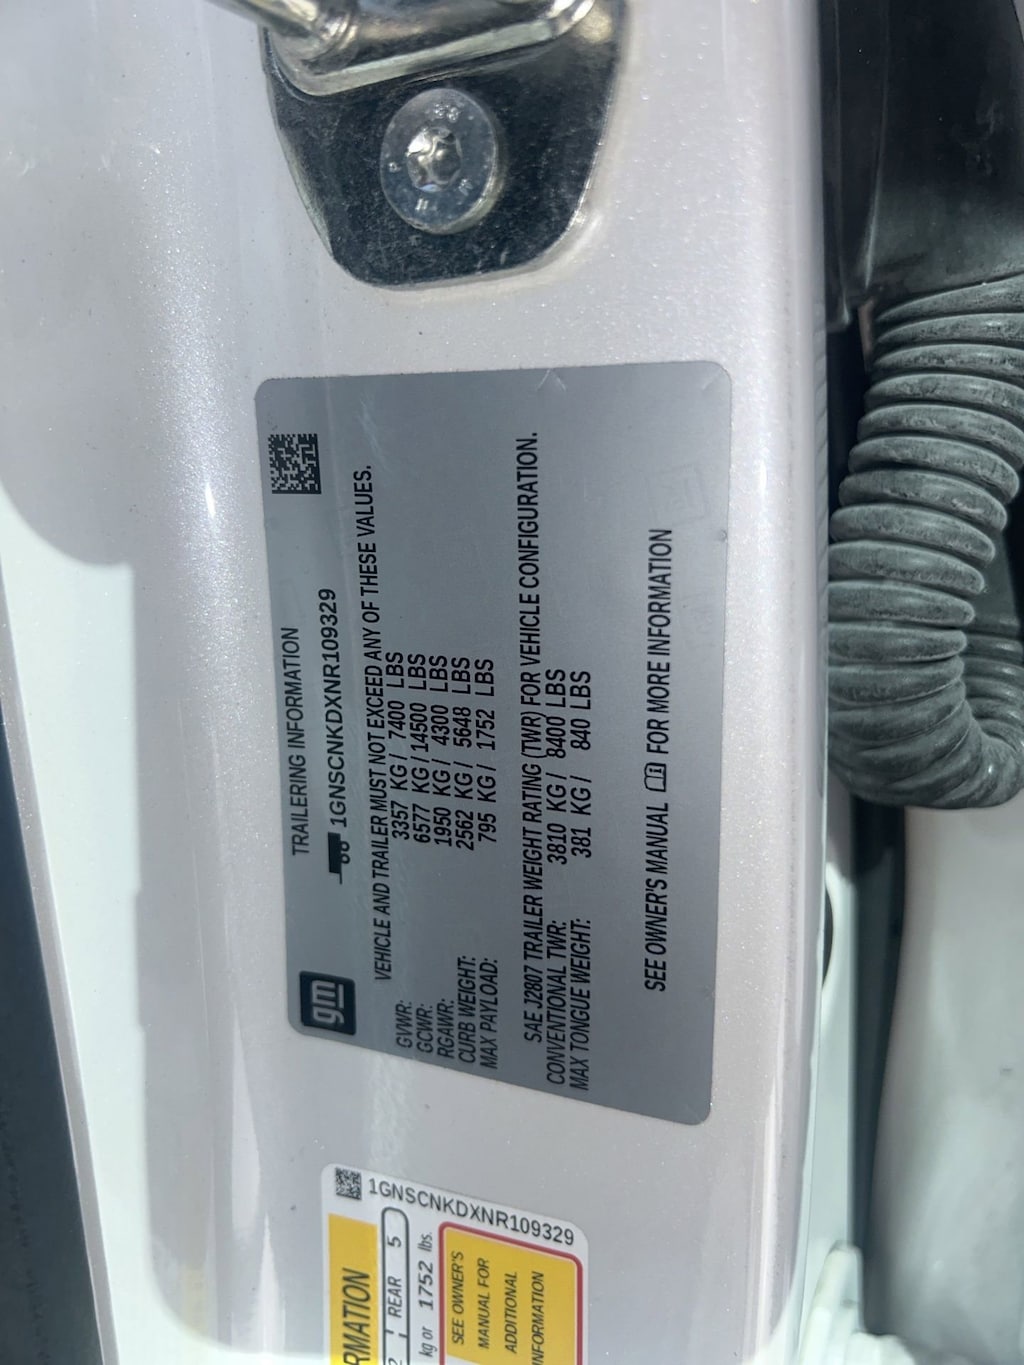 TRAILERING INFORMATION
gm
1GNSCNKDXNR109329
VEHICLE AND TRAILER MUST NOT EXCEED ANY OF THESE VALUES.
GVWR: 3357 KG / 7400 LBS
GCWR: 6577 KG / 14500 LBS
RGAWR: 1950 KG / 4300 LBS
CURB WEIGHT: 2562 KG / 5648 LBS
MAX PAYLOAD: 795 KG / 1752 LBS
SAE J2807 TRAILER WEIGHT RATING (TWR) FOR VEHICLE CONFIGURATION.
CONVENTIONAL TWR: 3810 KG / 8400 LBS
MAX TONGUE WEIGHT: 381 KG / 840 LBS
SEE OWNER'S MANUAL FOR MORE INFORMATION
1GNSCNKDXNR109329
RMATION
REAR 5
kg or 1752 lbs.
SEE OWNER'S
MANUAL FOR
ADDITIONAL
INFORMATION